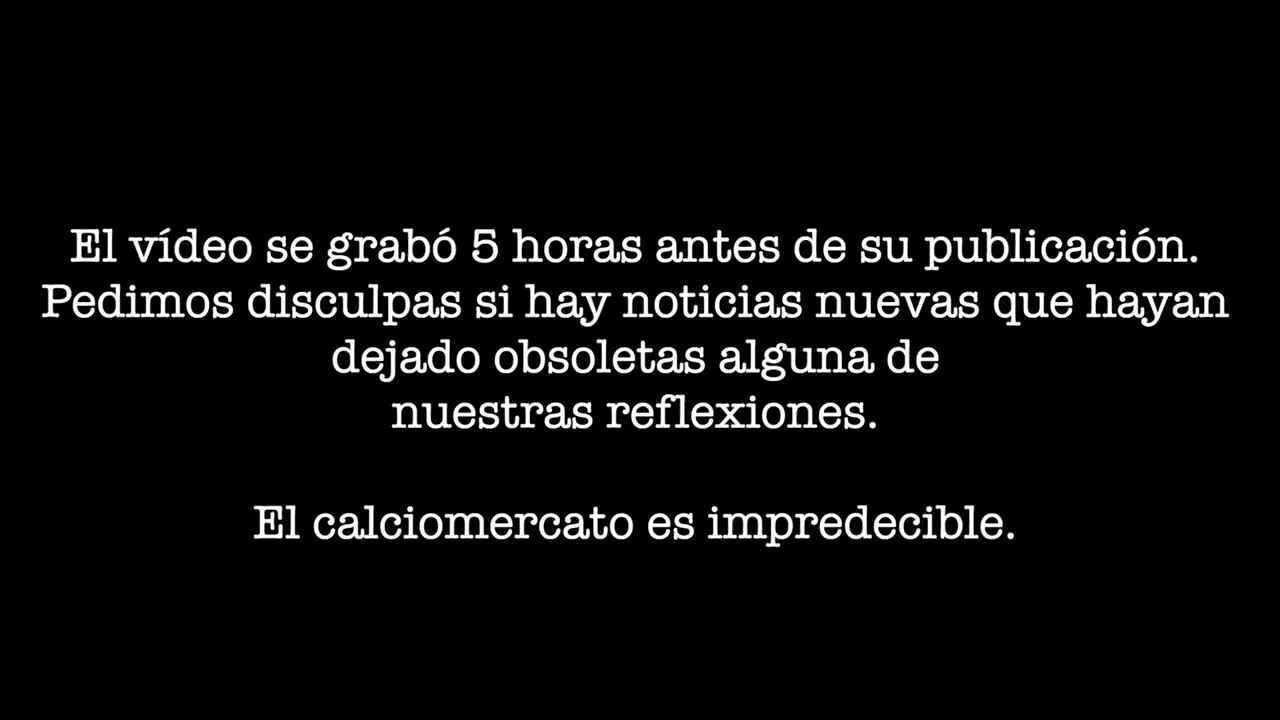 El vídeo se grabó 5 horas antes de su publicación.
Pedimos disculpas si hay noticias nuevas que hayan
dejado obsoletas alguna de
nuestras reflexiones.
El calciomercato es impredecible.